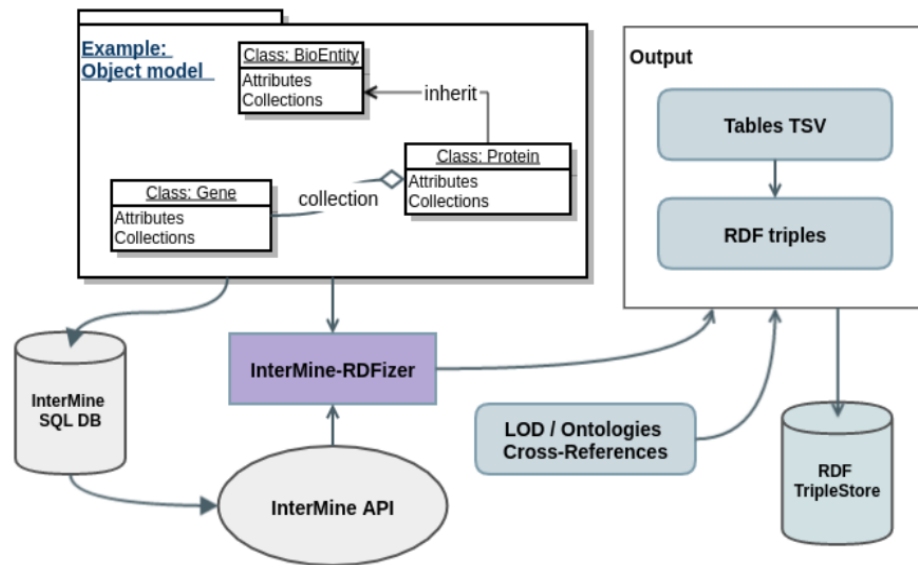 Example:
Object model
Class: BioEntity
Attributes
Collections
inherit
Class: Protein
Attributes
Collections
collection
Class: Gene
Attributes
Collections
Output
Tables TSV
RDF triples
InterMine
SQL DB
InterMine-RDFizer
InterMine API
LOD / Ontologies
Cross-References
RDF
TripleStore